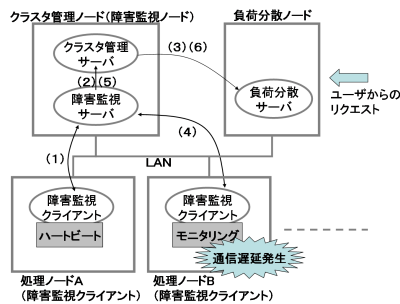 クラスタ管理ノード(障害監視ノード)
負荷分散ノード
クラスタ管理
サーバ
(3)(6)
(2)(5)
障害監視
サーバ
(4)
負荷分散
サーバ
ユーザからの
リクエスト
(1)
LAN
障害監視
クライアント
ハートビート
障害監視
クライアント
モニタリング
通信遅延発生
処理ノードA
(障害監視クライアント)
処理ノードB
(障害監視クライアント)